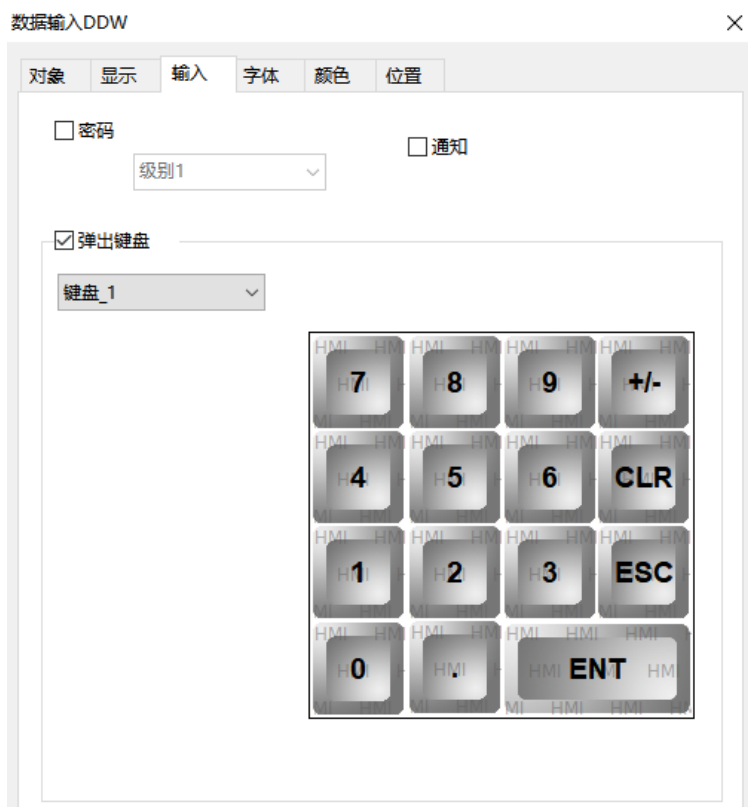 数据输入DDW
对象 显示 输入 字体 颜色 位置
密码
通知
级别1
弹出键盘
键盘_1
7 8 9 +/-
4 5 6 CLR
1 2 3 ESC
0 . ENT